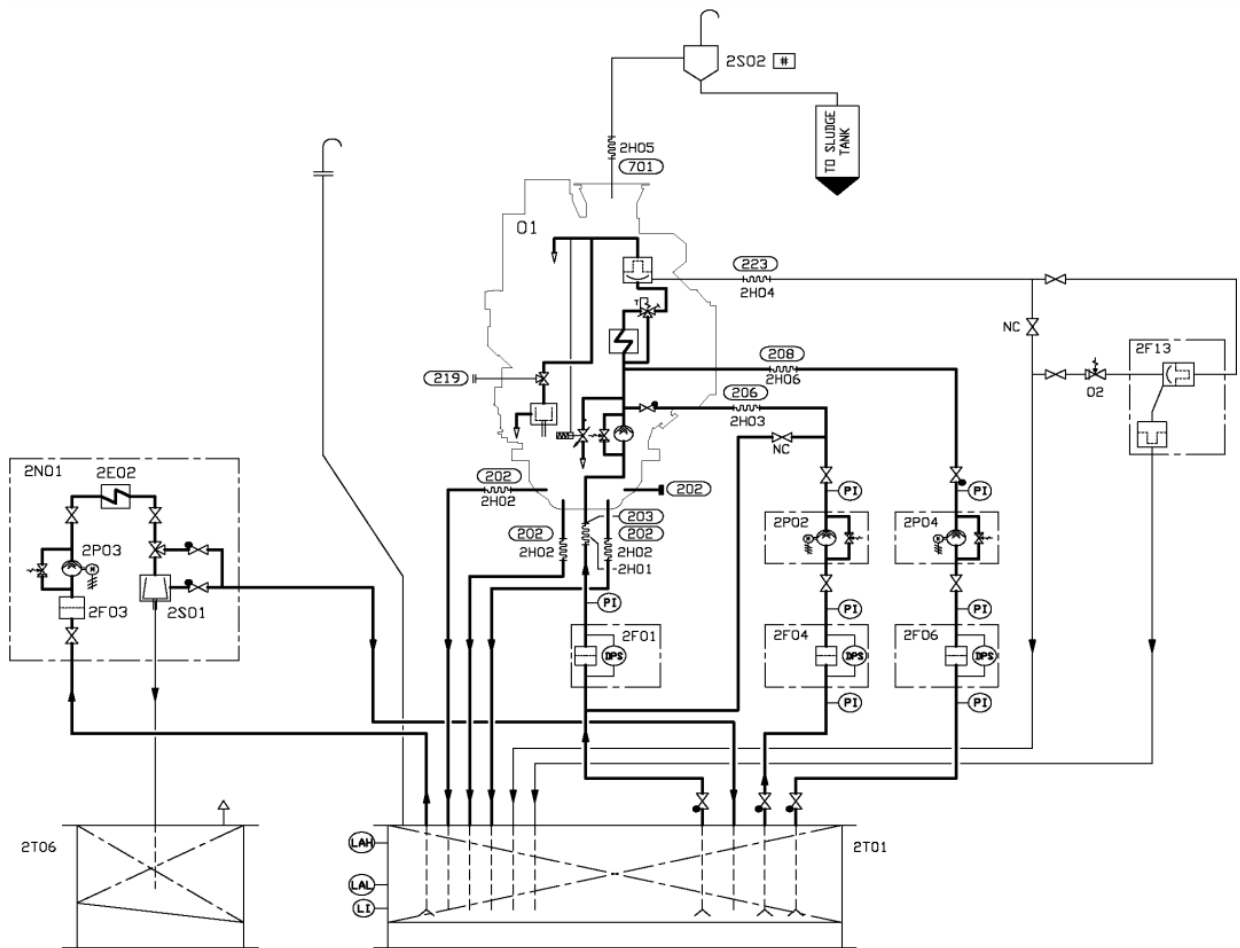 2S02 #
TO SLUDGE
TANK
2H05
701
01
223
2H04
T
NC
208
2H06
2F13
02
219
206
2H03
NC
2N01
2E02
202
2H02
202
PI
PI
203
202
202
2P02
2P04
2H02
2H02
M
M
2P03
M
2H01
2F03
2S01
PI
PI
PI
2F01
2F04
2F06
DPS
DPS
DPS
PI
PI
2T06
LAH
2T01
LAL
LI